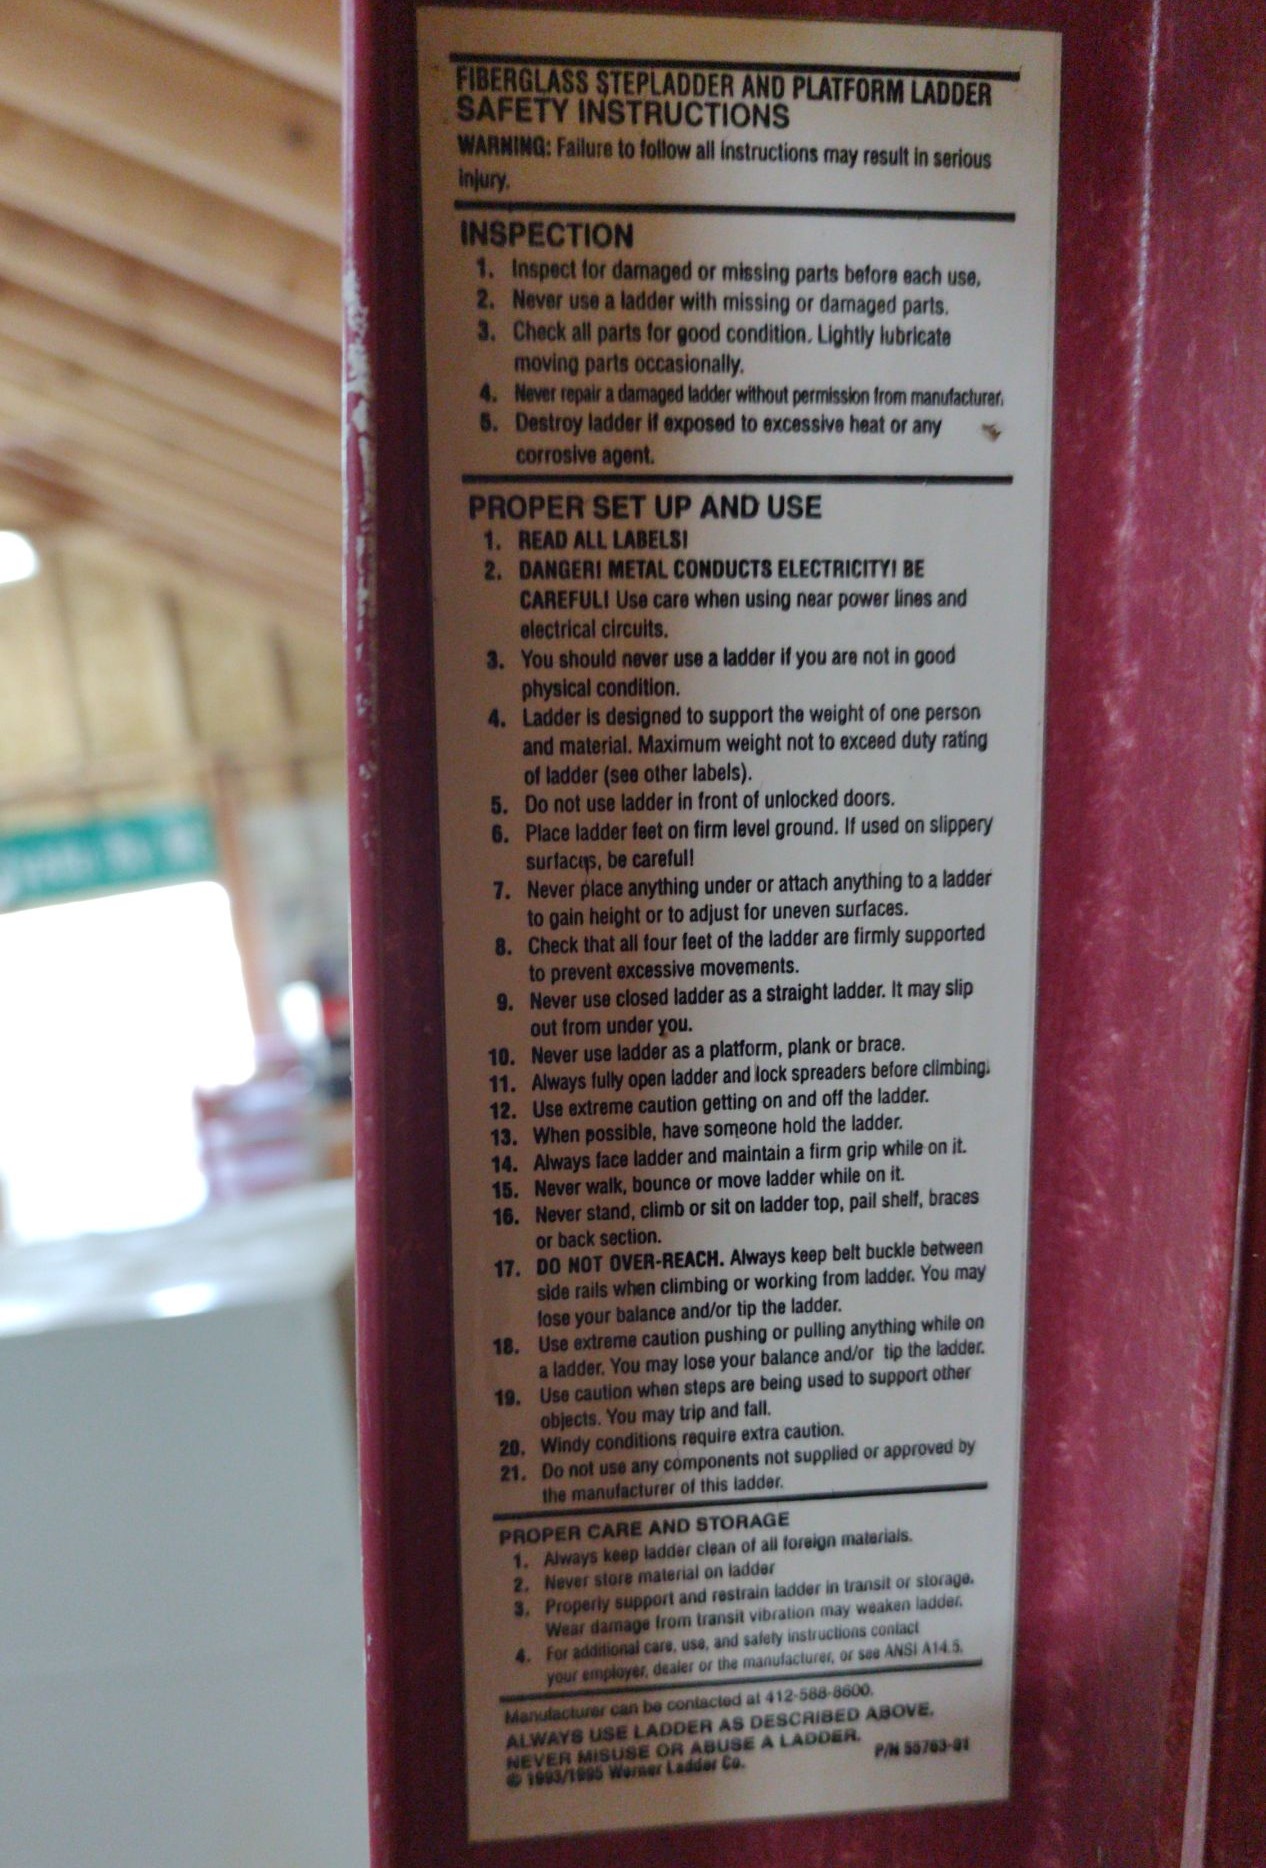 FIBERGLASS STEPLADDER AND PLATFORM LADDER
SAFETY INSTRUCTIONS
WARNING: Failure to follow all instructions may result in serious
injury.
INSPECTION
1. Inspect for damaged or missing parts before each use.
2. Never use a ladder with missing or damaged parts.
3. Check all parts for good condition. Lightly lubricate
moving parts occasionally.
4. Never repair a damaged ladder without permission from manufacturer.
5. Destroy ladder if exposed to excessive heat or any
corrosive agent.
PROPER SET UP AND USE
1. READ ALL LABELS!
2. DANGER! METAL CONDUCTS ELECTRICITY! BE
CAREFUL! Use care when using near power lines and
electrical circuits.
3. You should never use a ladder if you are not in good
physical condition.
4. Ladder is designed to support the weight of one person
and material. Maximum weight not to exceed duty rating
of ladder (see other labels).
5. Do not use ladder in front of unlocked doors.
6. Place ladder feet on firm level ground. If used on slippery
surfaces, be careful!
7. Never place anything under or attach anything to a ladder
to gain height or to adjust for uneven surfaces.
8. Check that all four feet of the ladder are firmly supported
to prevent excessive movements.
9. Never use closed ladder as a straight ladder. It may slip
out from under you.
10. Never use ladder as a platform, plank or brace.
11. Always fully open ladder and lock spreaders before climbing.
12. Use extreme caution getting on and off the ladder.
13. When possible, have someone hold the ladder.
14. Always face ladder and maintain a firm grip while on it.
15. Never walk, bounce or move ladder while on it.
16. Never stand, climb or sit on ladder top, pail shelf, braces
or back section.
17. DO NOT OVER-REACH. Always keep belt buckle between
side rails when climbing or working from ladder. You may
lose your balance and/or tip the ladder.
18. Use extreme caution pushing or pulling anything while on
a ladder. You may lose your balance and/or tip the ladder.
19. Use caution when steps are being used to support other
objects. You may trip and fall.
20. Windy conditions require extra caution.
21. Do not use any components not supplied or approved by
the manufacturer of this ladder.
PROPER CARE AND STORAGE
1. Always keep ladder clean of all foreign materials.
2. Never store material on ladder
3. Properly support and restrain ladder in transit or storage.
Wear damage from transit vibration may weaken ladder.
4. For additional care, use, and safety instructions contact
your employer, dealer or the manufacturer, or see ANSI A14.5.
Manufacturer can be contacted at 412-588-8600.
ALWAYS USE LADDER AS DESCRIBED ABOVE.
NEVER MISUSE OR ABUSE A LADDER.
© 1993/1995 Werner Ladder Co. P/N 55763-01